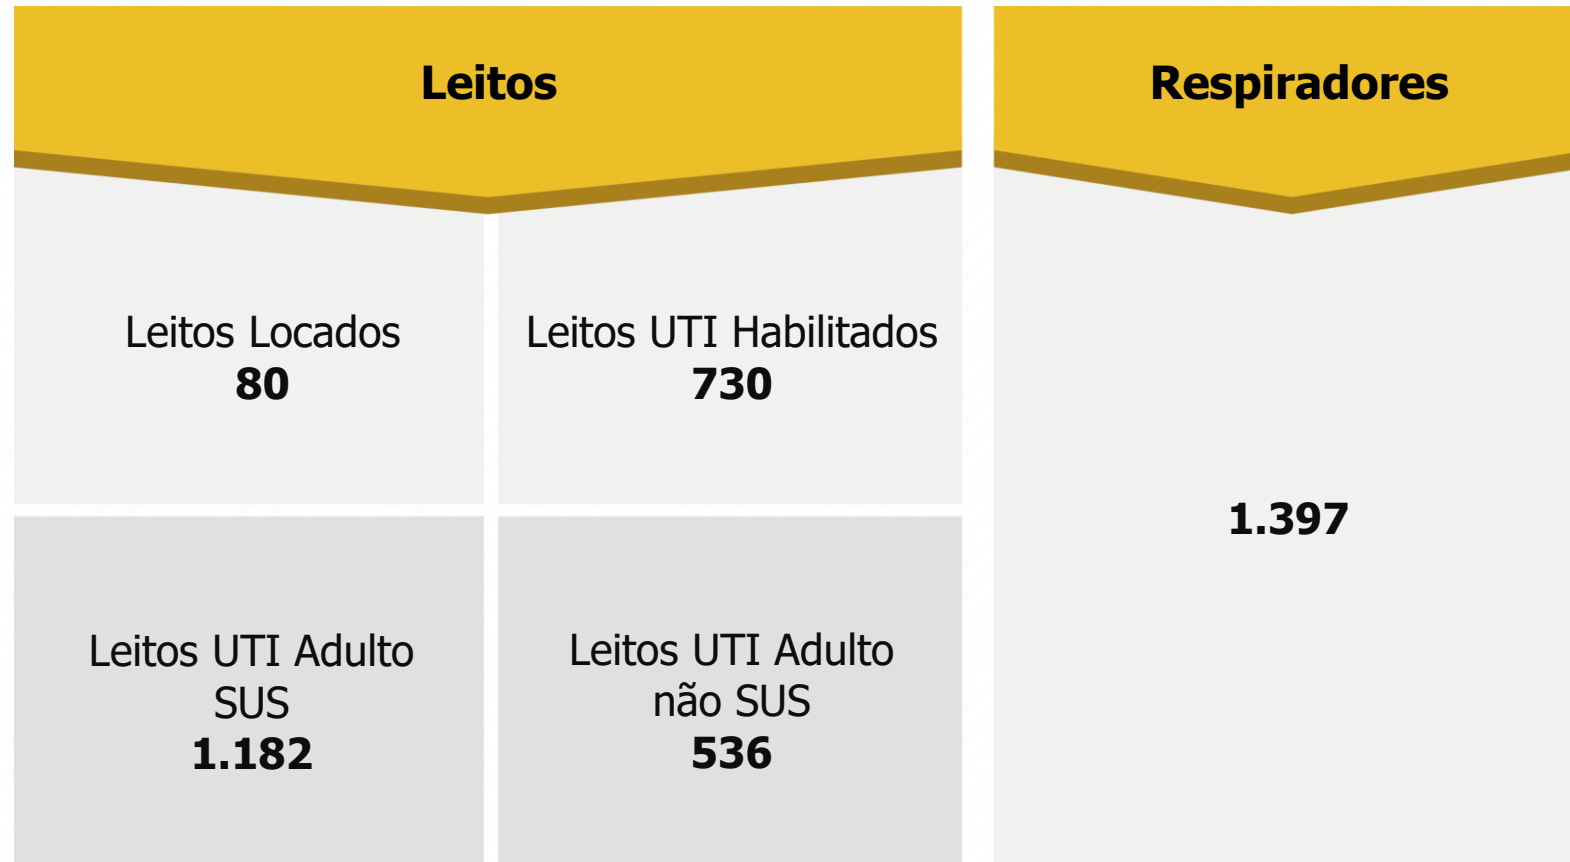 Leitos
Leitos Locados
80
Leitos UTI Habilitados
730
Leitos UTI Adulto
SUS
1.182
Leitos UTI Adulto
não SUS
536
Respiradores
1.397